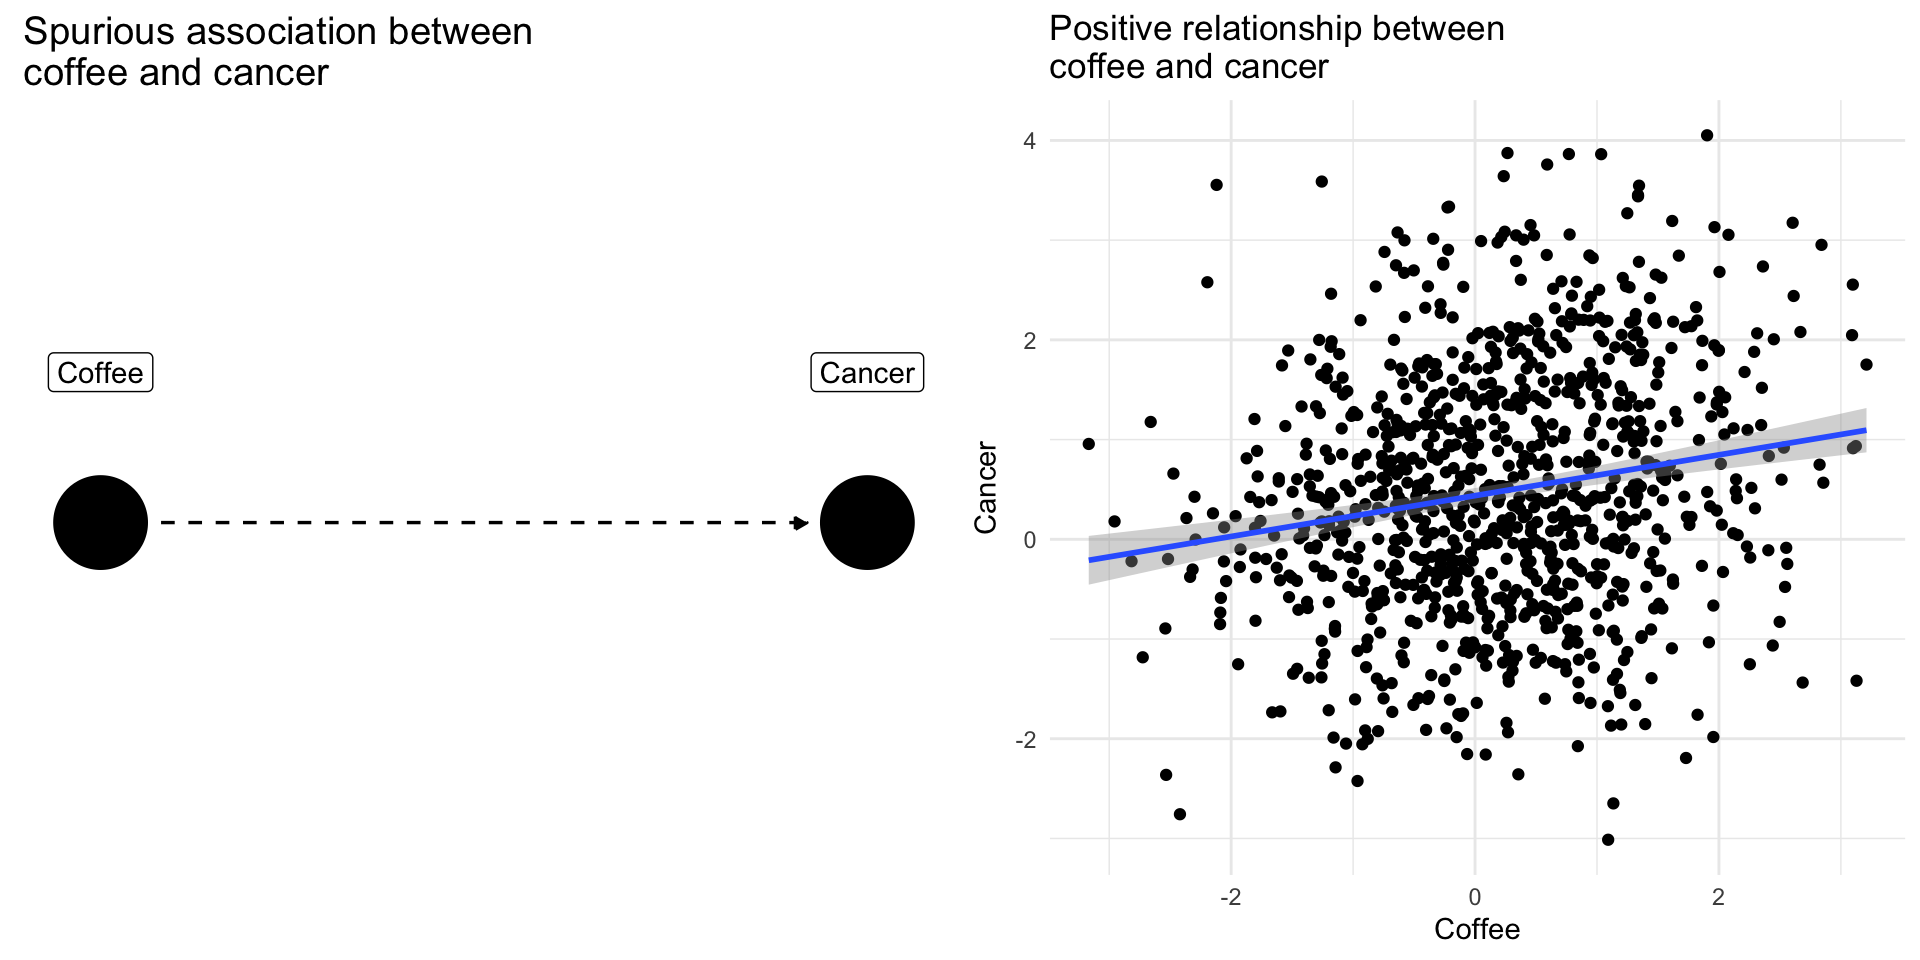 Spurious association between
coffee and cancer
Coffee
Cancer
Positive relationship between
coffee and cancer
4
2
0
-2
Cancer
-2
0
2
Coffee